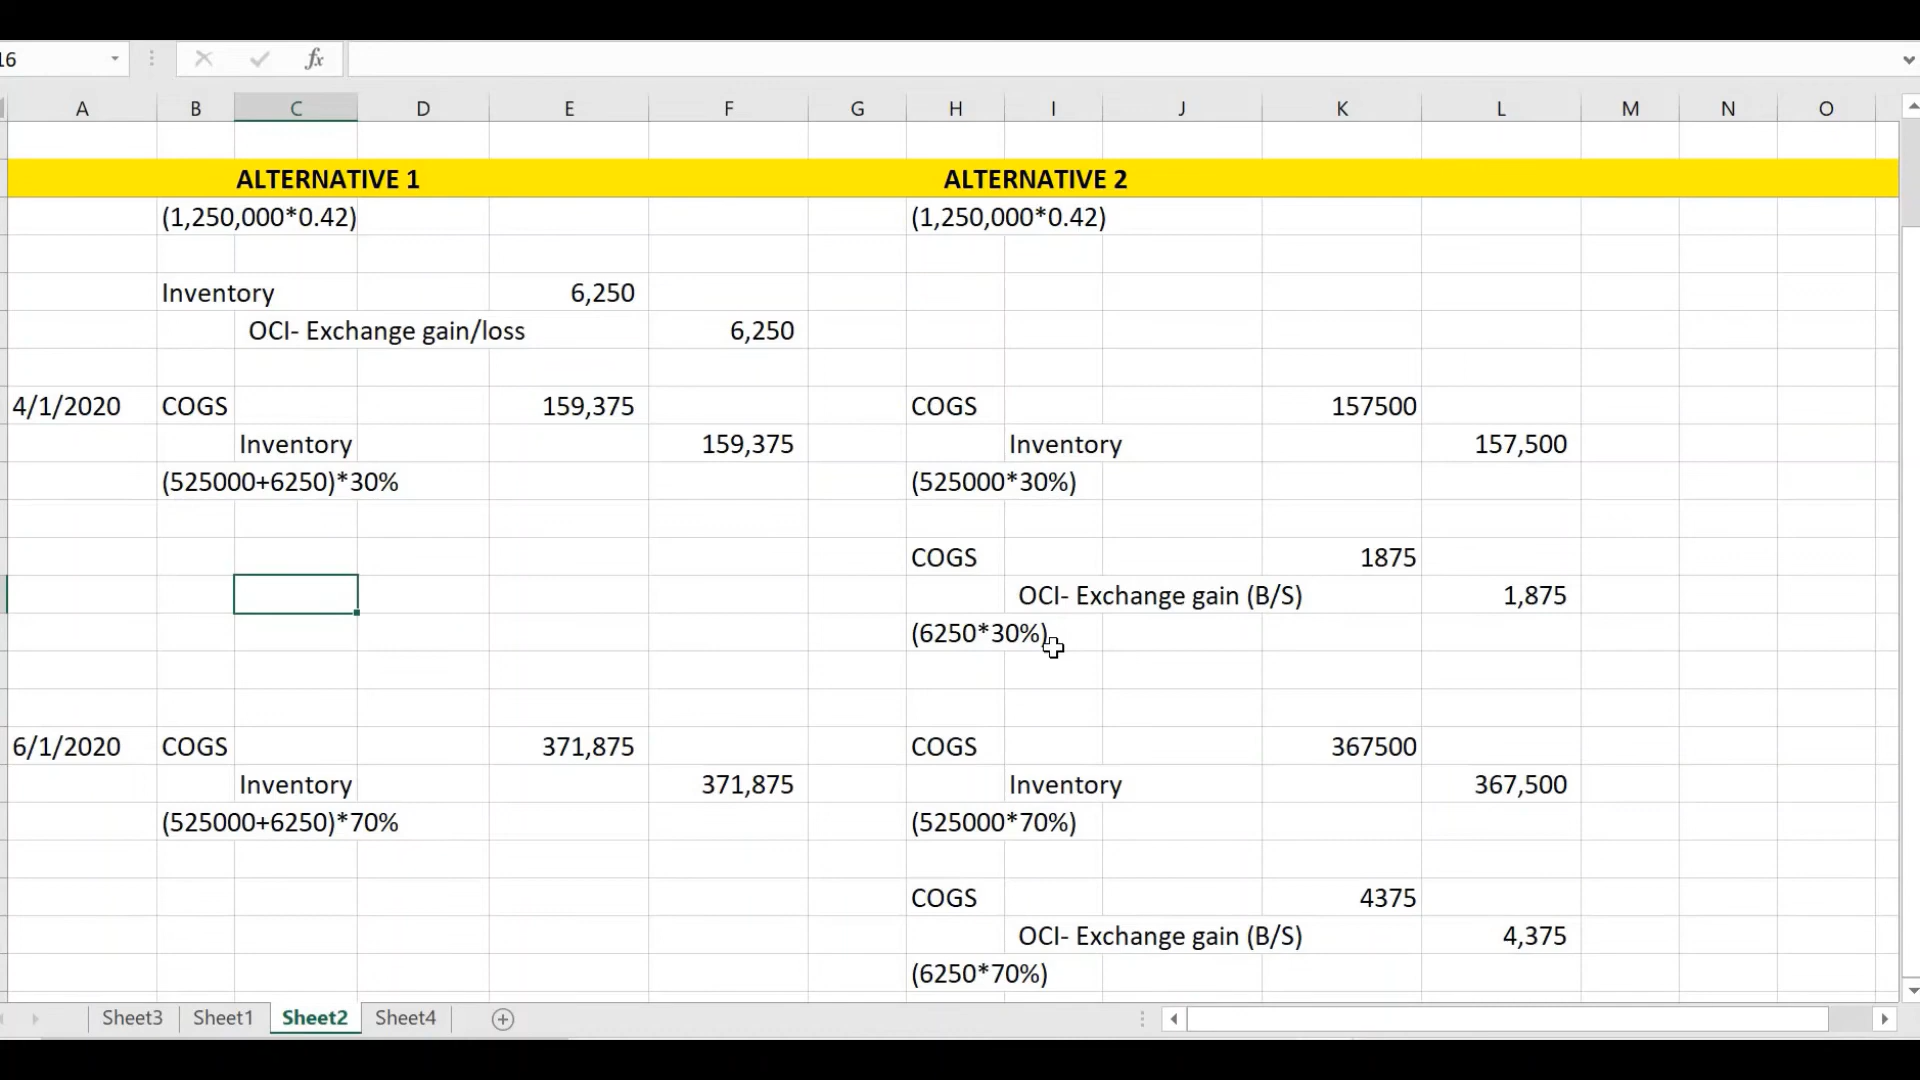 16
fx
A B C D E F G H I J K L M N O
ALTERNATIVE 1 ALTERNATIVE 2
(1,250,000*0.42) (1,250,000*0.42)
Inventory 6,250
OCI- Exchange gain/loss 6,250
4/1/2020 COGS 159,375 COGS 157500
Inventory 159,375 Inventory 157,500
(525000+6250)*30% (525000*30%)
COGS 1875
OCI- Exchange gain (B/S) 1,875
(6250*30%)
6/1/2020 COGS 371,875 COGS 367500
Inventory 371,875 Inventory 367,500
(525000+6250)*70% (525000*70%)
COGS 4375
OCI- Exchange gain (B/S) 4,375
(6250*70%)
Sheet3 Sheet1 Sheet2 Sheet4